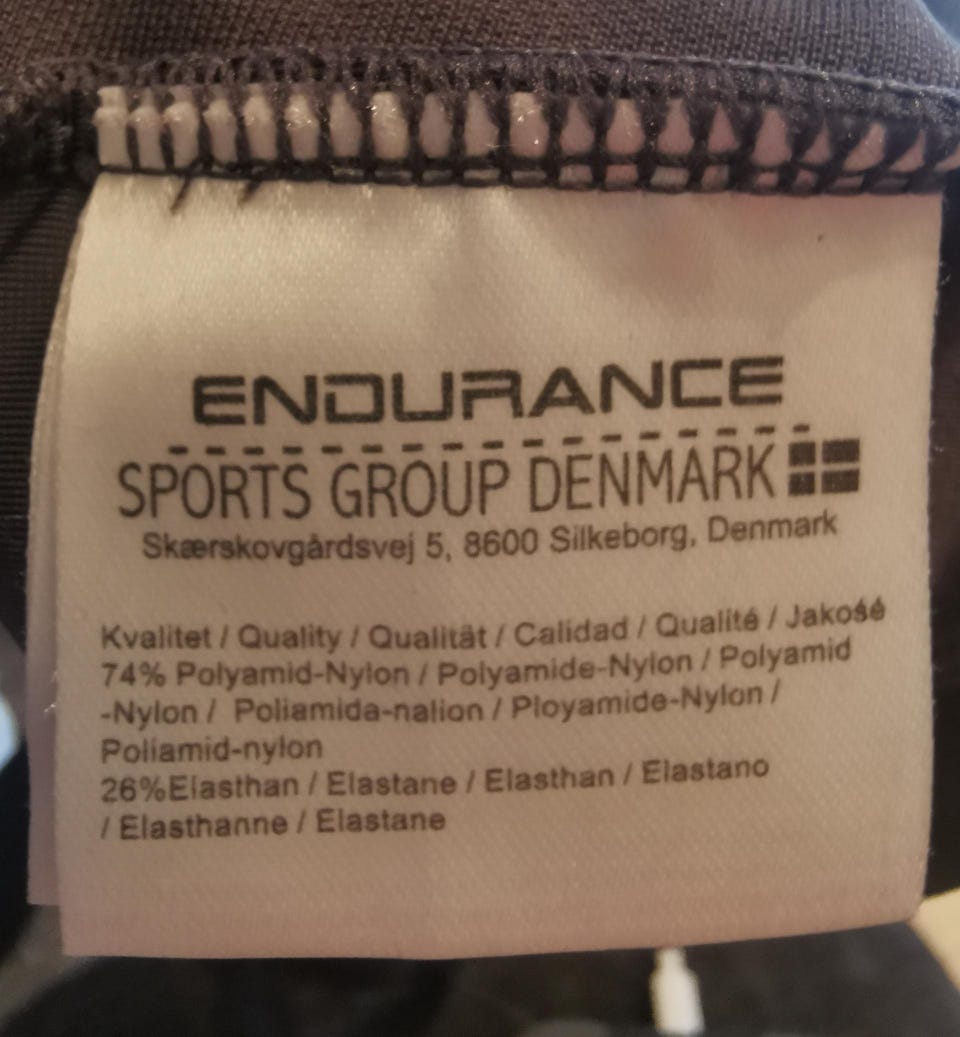 ENDURANCE
SPORTS GROUP DENMARK
Skærskovgårdsvej 5, 8600 Silkeborg, Denmark
Kvalitet / Quality / Qualität / Calidad / Qualité / Jakośé
74% Polyamid-Nylon / Polyamide-Nylon / Polyamid
-Nylon / Poliamida-nalion / Ployamide-Nylon /
Poliamid-nylon
26%Elasthan / Elastane / Elasthan / Elastano
/ Elasthanne / Elastane